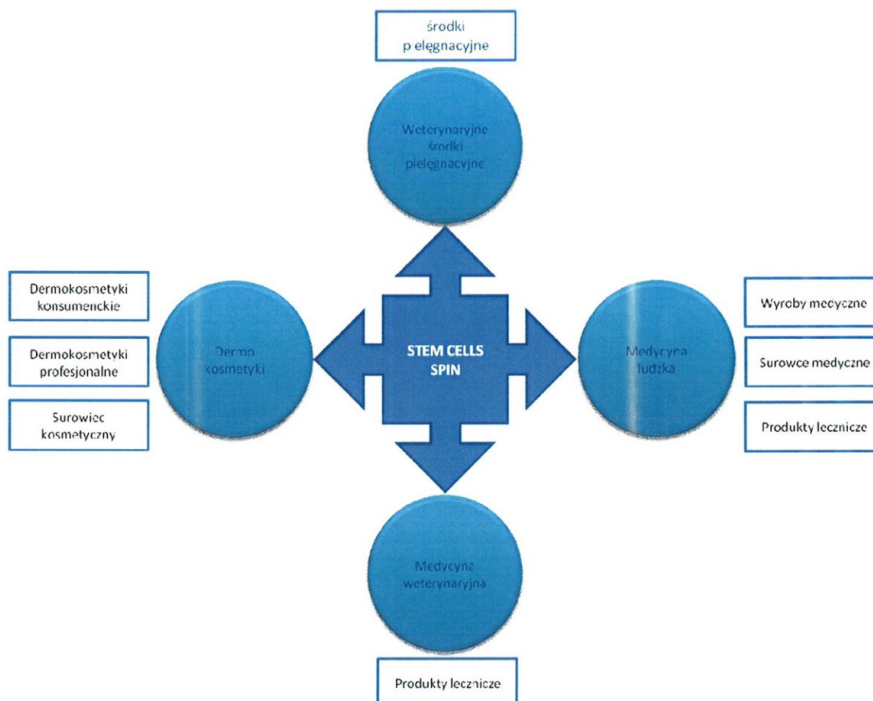 środki
pielęgnacyjne
Weterynaryjne
środki
pielęgnacyjne
Dermokosmetyki
konsumenckie
Dermokosmetyki
profesjonalne
Surowiec
kosmetyczny
Dermo
kosmetyki
STEM CELLS
SPIN
Medycyna
ludzka
Wyroby medyczne
Surowce medyczne
Produkty lecznicze
Medycyna
weterynaryjna
Produkty lecznicze